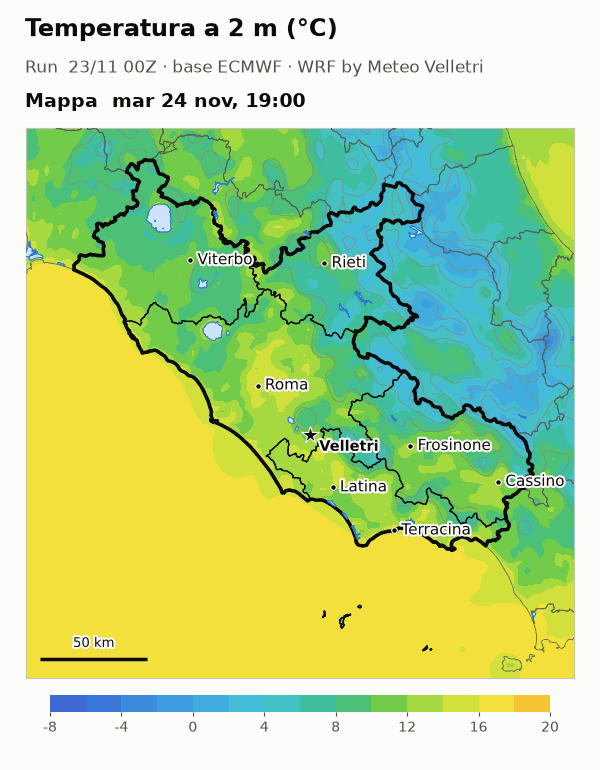 Temperatura a 2 m (°C)
Run  23/11 00Z · base ECMWF · WRF by Meteo Velletri
Mappa  mar 24 nov, 19:00
Viterbo
Rieti
Roma
Velletri
Frosinone
Cassino
Latina
Terracina
50 km
-8 -4 0 4 8 12 16 20